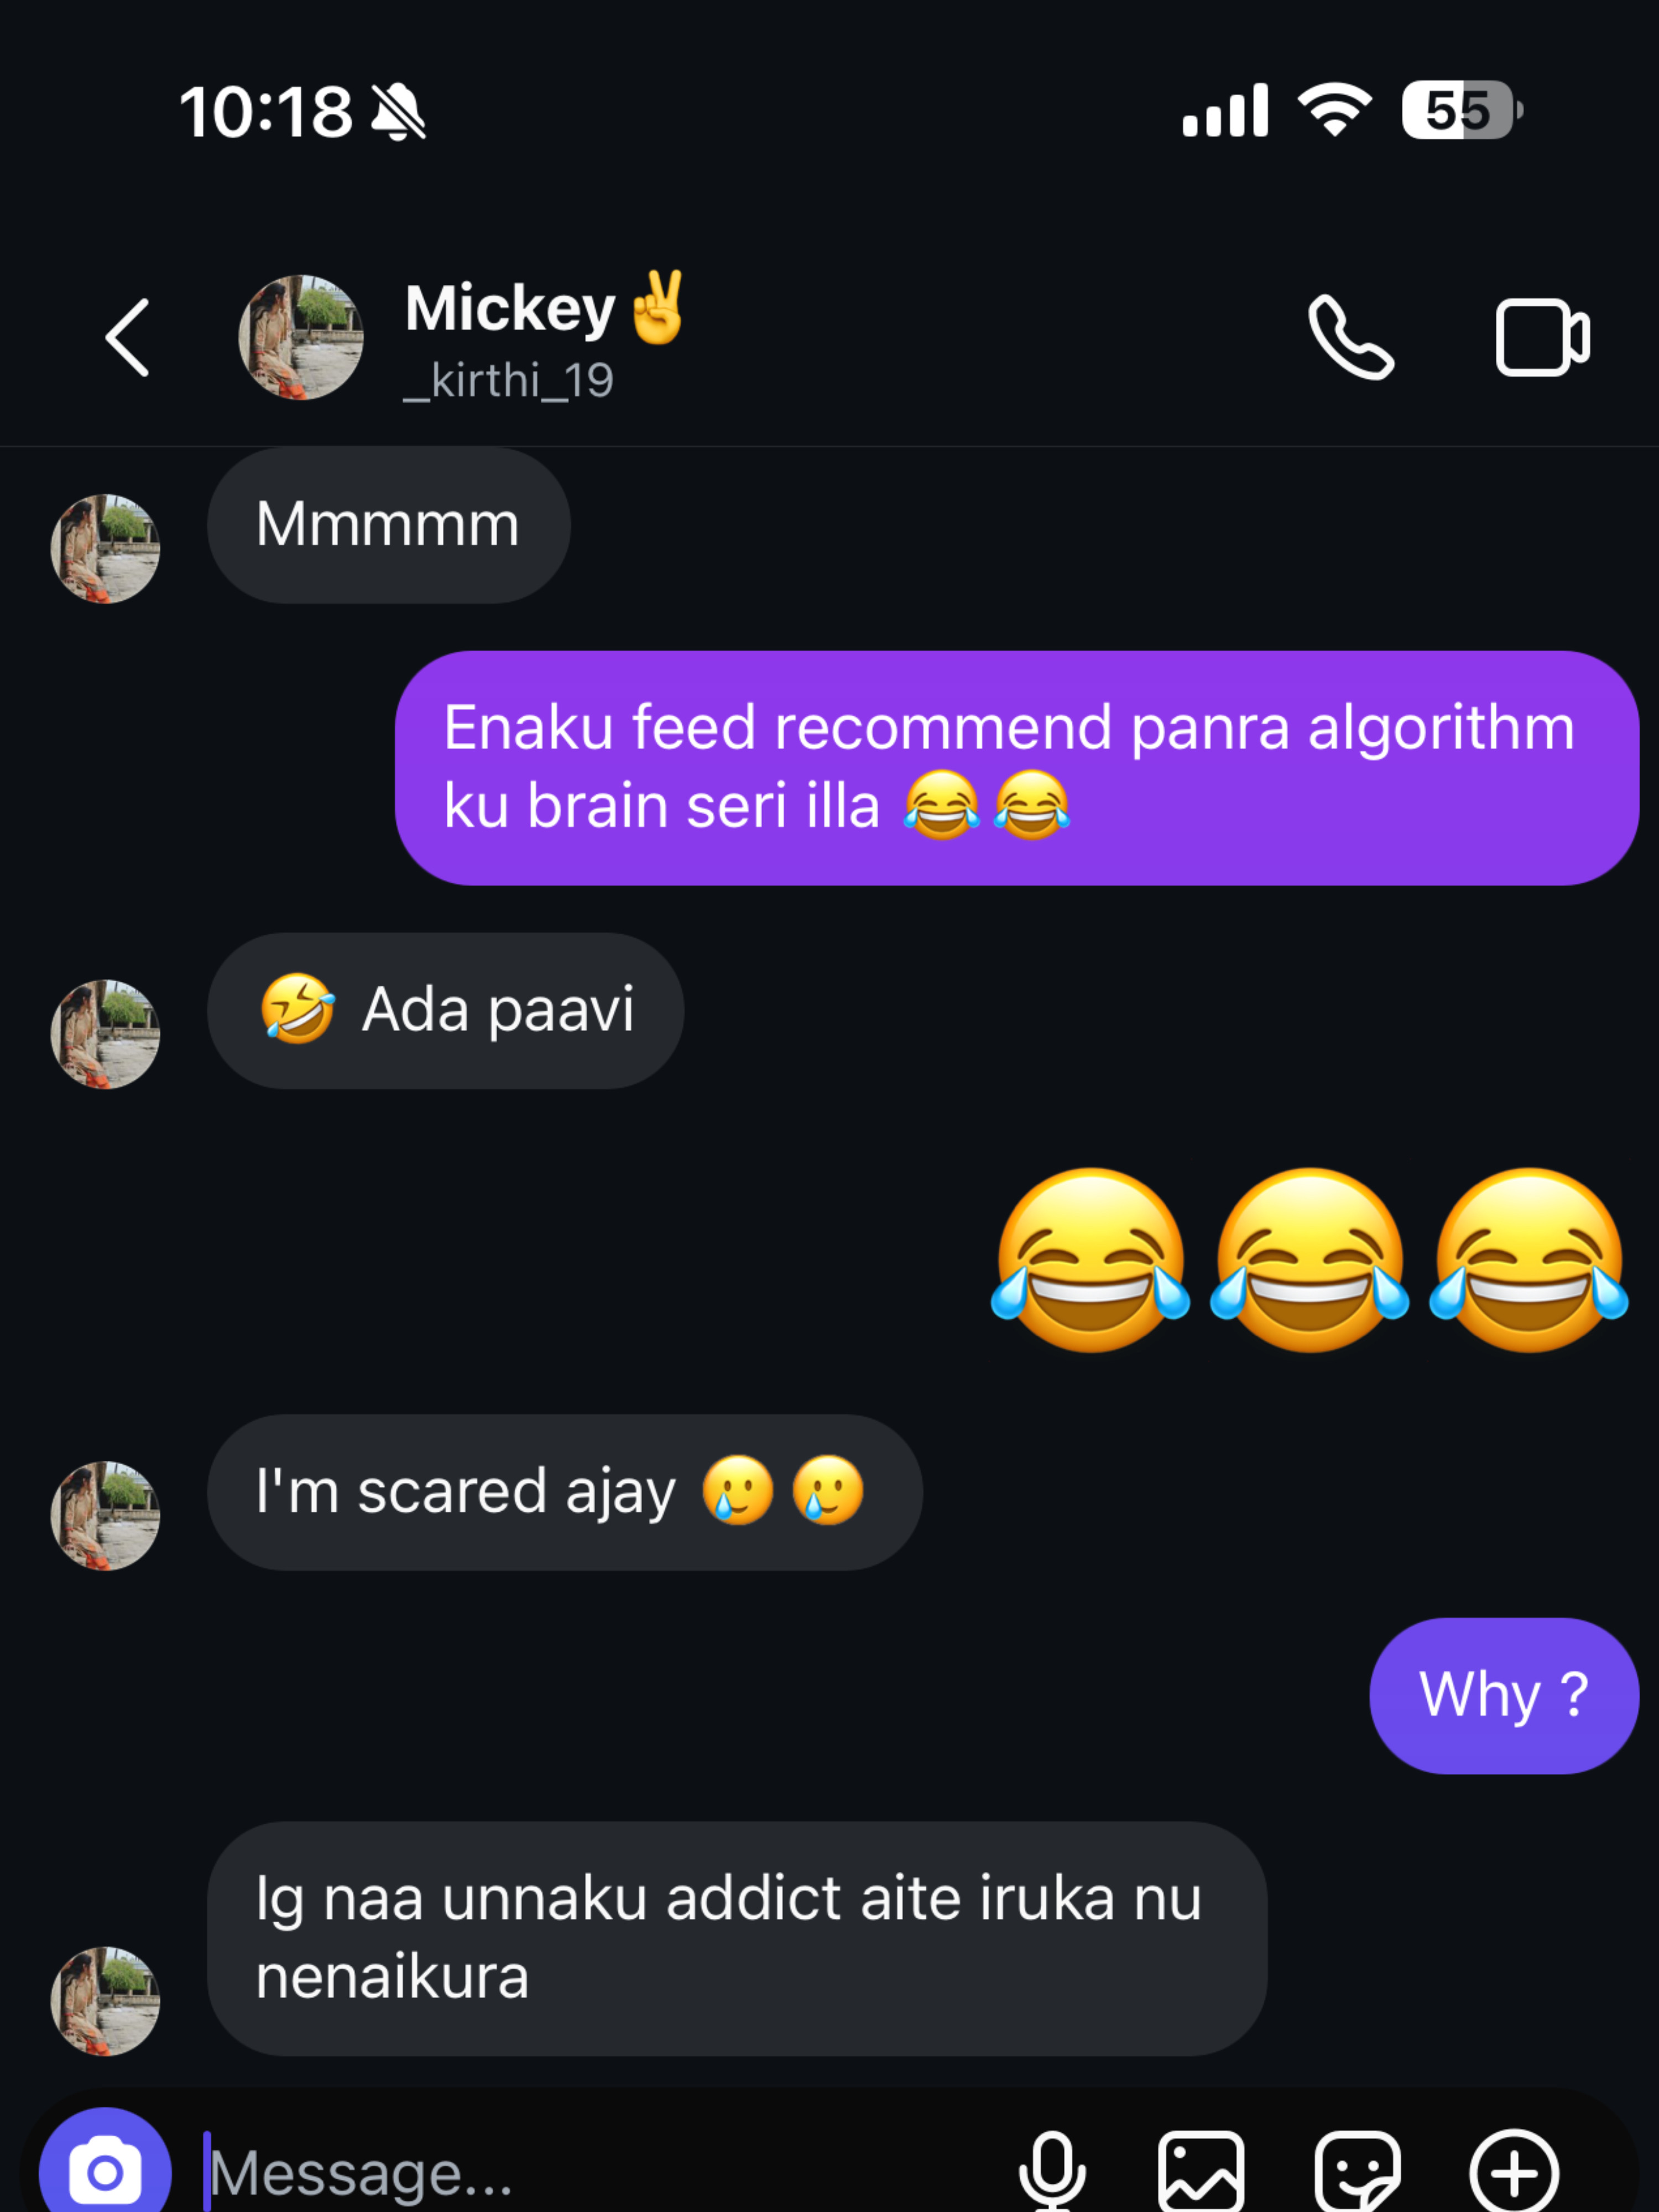 10:18
55
Mickey✌️
_kirthi_19
Mmmmm
Enaku feed recommend panra algorithm
ku brain seri illa 😂😂
🤣 Ada paavi
😂😂😂
I'm scared ajay 🥲🥲
Why ?
Ig naa unnaku addict aite iruka nu
nenaikura
Message...